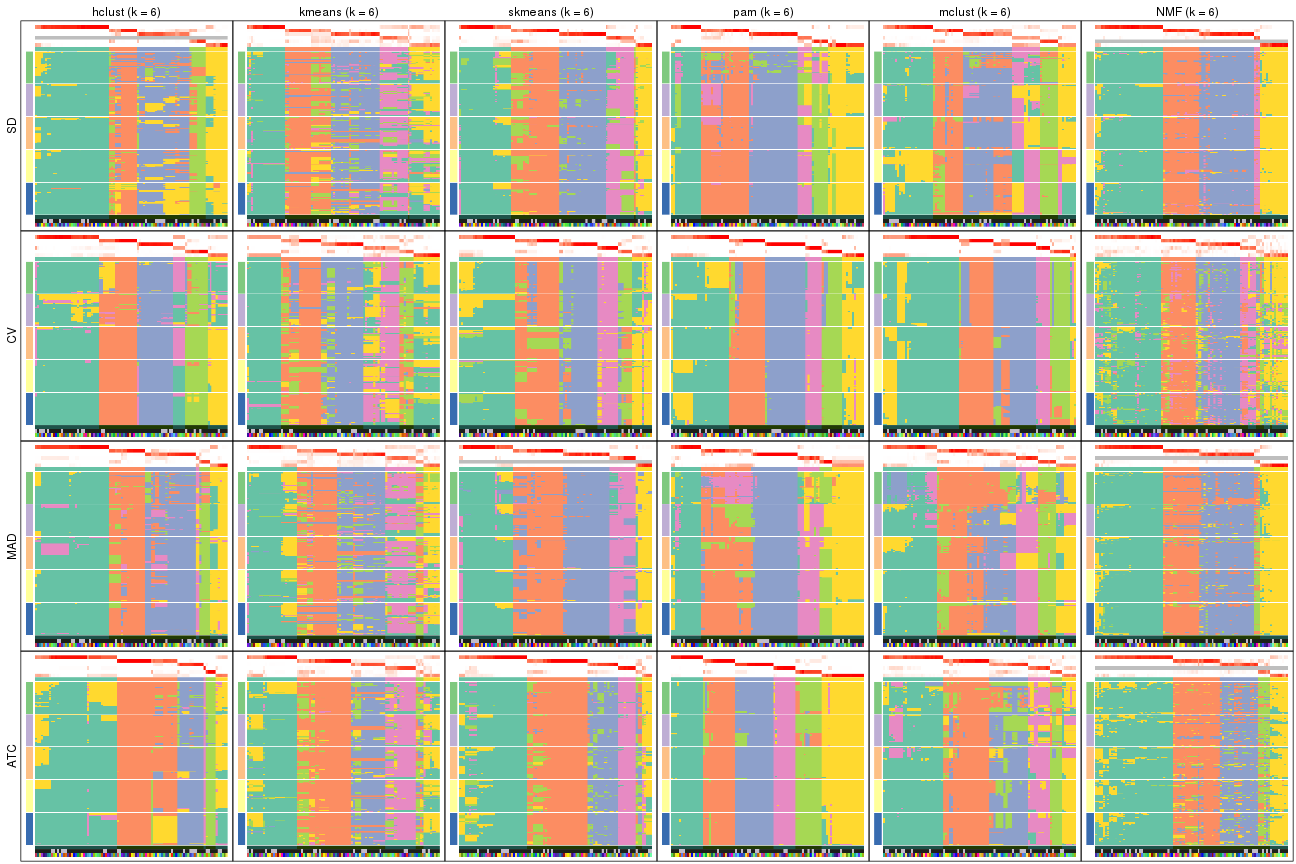 hclust (k = 6) kmeans (k = 6) skmeans (k = 6) pam (k = 6) mclust (k = 6) NMF (k = 6)
SD
CV
MAD
ATC